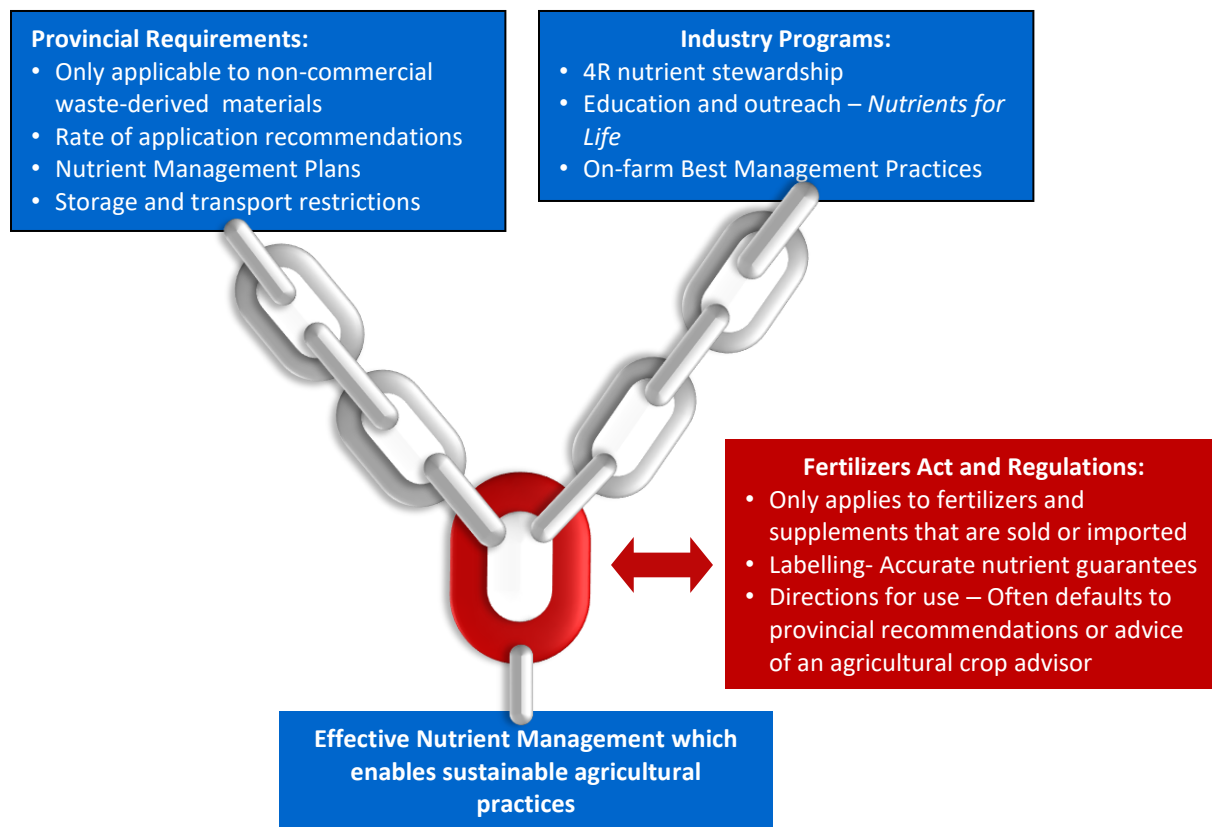 Provincial Requirements:
• Only applicable to non-commercial
waste-derived materials
• Rate of application recommendations
• Nutrient Management Plans
• Storage and transport restrictions
Industry Programs:
• 4R nutrient stewardship
• Education and outreach – Nutrients for
Life
• On-farm Best Management Practices
Fertilizers Act and Regulations:
• Only applies to fertilizers and
supplements that are sold or imported
• Labelling- Accurate nutrient guarantees
• Directions for use – Often defaults to
provincial recommendations or advice
of an agricultural crop advisor
Effective Nutrient Management which
enables sustainable agricultural
practices